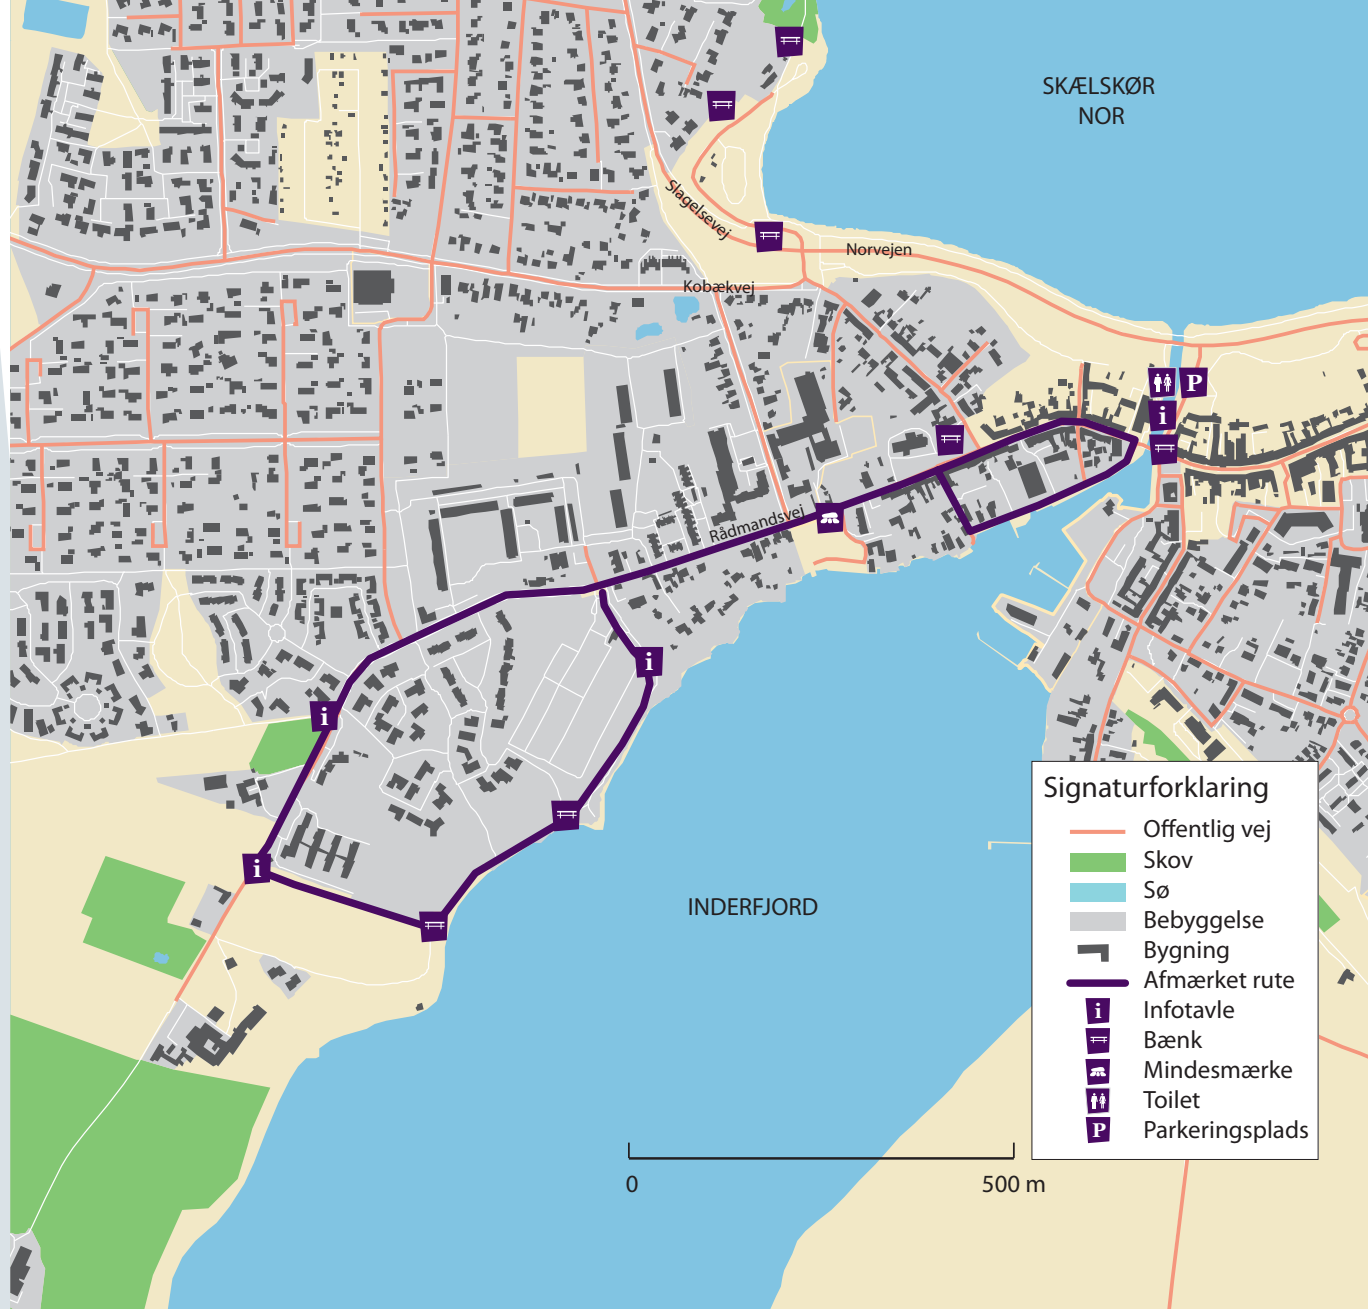 SKÆLSKØR
NOR
Slagelsevej
Norvejen
Kobækvej
P
i
Rådmandsvej
i
i
i
INDERFJORD
Signaturforklaring
Offentlig vej
Skov
Sø
Bebyggelse
Bygning
Afmærket rute
i Infotavle
Bænk
Mindesmærke
Toilet
P Parkeringsplads
0 500 m